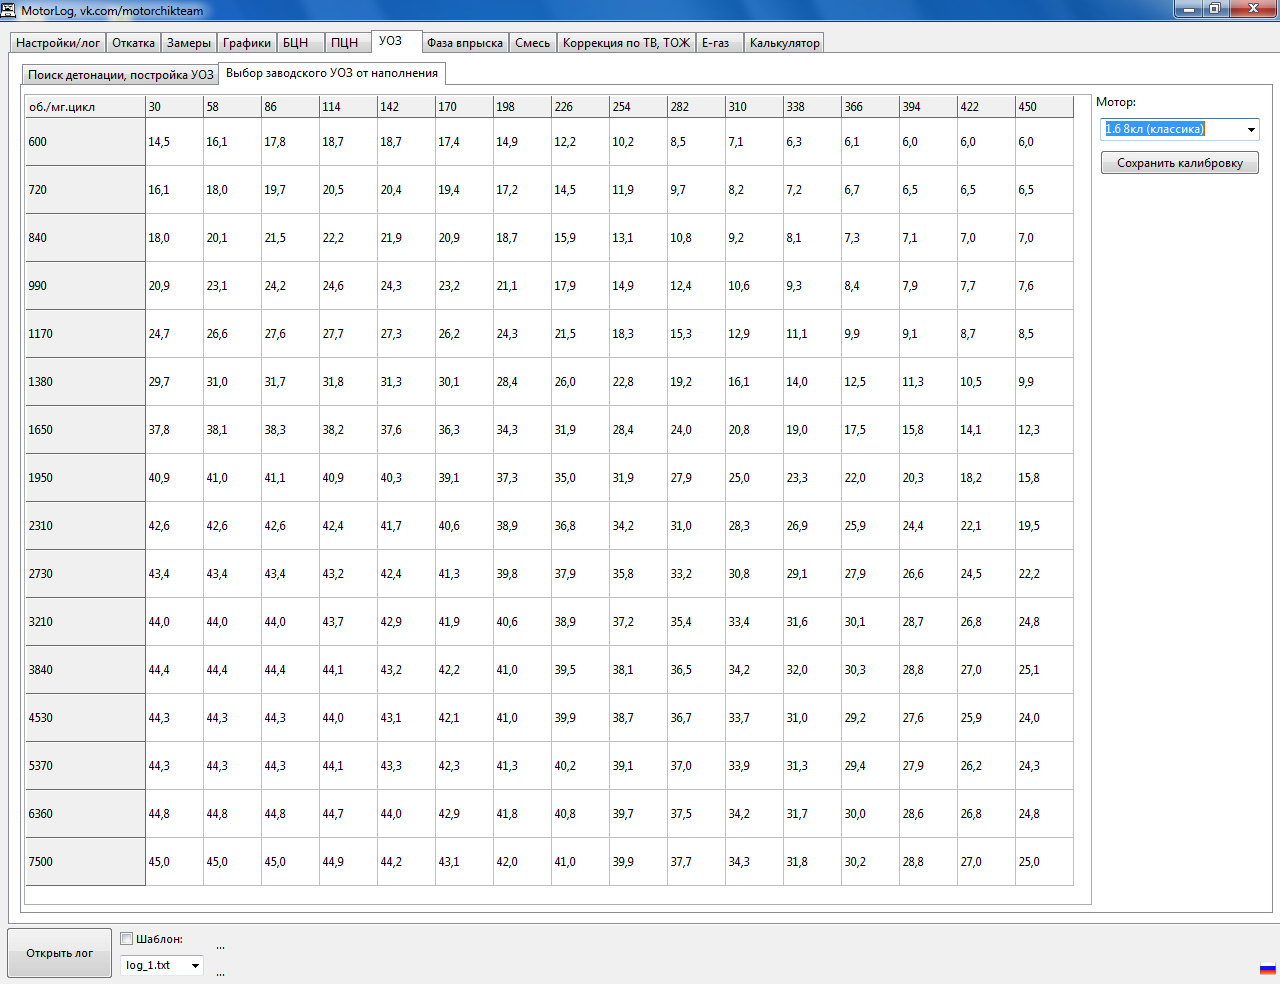 MotorLog, vk.com/motorchikteam
Настройки/лог Откатка Замеры Графики БЦН ПЦН УОЗ Фаза впрыска Смесь Коррекция по ТВ, ТОЖ Е-газ Калькулятор
Поиск детонации, постройка УОЗ Выбор заводского УОЗ от наполнения
об./мг.цикл 30 58 86 114 142 170 198 226 254 282 310 338 366 394 422 450
600 14,5 16,1 17,8 18,7 18,7 17,4 14,9 12,2 10,2 8,5 7,1 6,3 6,1 6,0 6,0 6,0
720 16,1 18,0 19,7 20,5 20,4 19,4 17,2 14,5 11,9 9,7 8,2 7,2 6,7 6,5 6,5 6,5
840 18,0 20,1 21,5 22,2 21,9 20,9 18,7 15,9 13,1 10,8 9,2 8,1 7,3 7,1 7,0 7,0
990 20,9 23,1 24,2 24,6 24,3 23,2 21,1 17,9 14,9 12,4 10,6 9,3 8,4 7,9 7,7 7,6
1170 24,7 26,6 27,6 27,7 27,3 26,2 24,3 21,5 18,3 15,3 12,9 11,1 9,9 9,1 8,7 8,5
1380 29,7 31,0 31,7 31,8 31,3 30,1 28,4 26,0 22,8 19,2 16,1 14,0 12,5 11,3 10,5 9,9
1650 37,8 38,1 38,3 38,2 37,6 36,3 34,3 31,9 28,4 24,0 20,8 19,0 17,5 15,8 14,1 12,3
1950 40,9 41,0 41,1 40,9 40,3 39,1 37,3 35,0 31,9 27,9 25,0 23,3 22,0 20,3 18,2 15,8
2310 42,6 42,6 42,6 42,4 41,7 40,6 38,9 36,8 34,2 31,0 28,3 26,9 25,9 24,4 22,1 19,5
2730 43,4 43,4 43,4 43,2 42,4 41,3 39,8 37,9 35,8 33,2 30,8 29,1 27,9 26,6 24,5 22,2
3210 44,0 44,0 44,0 43,7 42,9 41,9 40,6 38,9 37,2 35,4 33,4 31,6 30,1 28,7 26,8 24,8
3840 44,4 44,4 44,4 44,1 43,2 42,2 41,0 39,5 38,1 36,5 34,2 32,0 30,3 28,8 27,0 25,1
4530 44,3 44,3 44,3 44,0 43,1 42,1 41,0 39,9 38,7 36,7 33,7 31,0 29,2 27,6 25,9 24,0
5370 44,3 44,3 44,3 44,1 43,3 42,3 41,3 40,2 39,1 37,0 33,9 31,3 29,4 27,9 26,2 24,3
6360 44,8 44,8 44,8 44,7 44,0 42,9 41,8 40,8 39,7 37,5 34,2 31,7 30,0 28,6 26,8 24,8
7500 45,0 45,0 45,0 44,9 44,2 43,1 42,0 41,0 39,9 37,7 34,3 31,8 30,2 28,8 27,0 25,0
Мотор:
1.6 8кл (классика)
Сохранить калибровку
Открыть лог
Шаблон:
...
log_1.txt
...